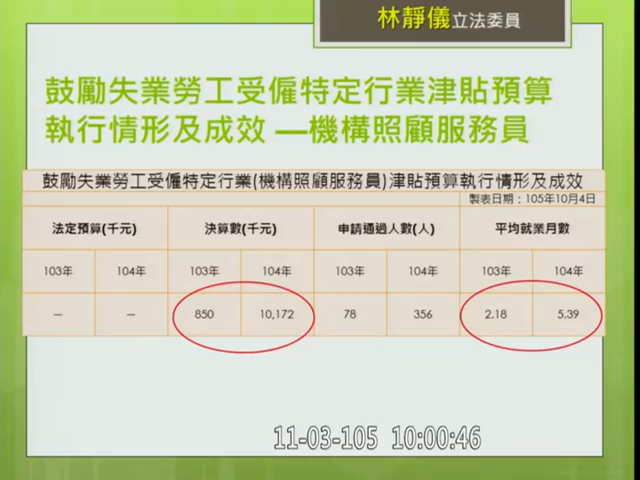 林靜儀立法委員
鼓勵失業勞工受僱特定行業津貼預算
執行情形及成效 —機構照顧服務員
鼓勵失業勞工受僱特定行業(機構照顧服務員)津貼預算執行情形及成效
製表日期：105年10月4日
法定預算(千元) 決算數(千元) 申請通過人數(人) 平均就業月數
103年 104年 103年 104年 103年 104年 103年 104年
— — 850 10,172 78 356 2.18 5.39
11-03-105 10:00:46